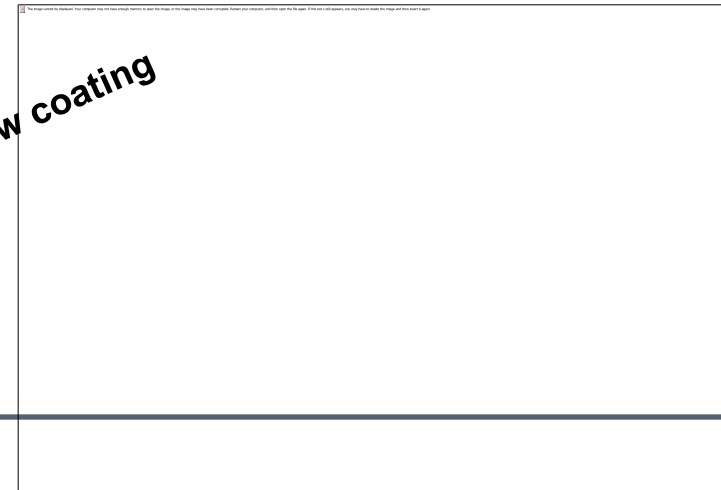 The image cannot be displayed. Your computer may not have enough memory to open the image, or the image may have been corrupted. Restart your computer, and then open the file again. If the red x still appears, you may have to delete the image and then insert it again.
w coating